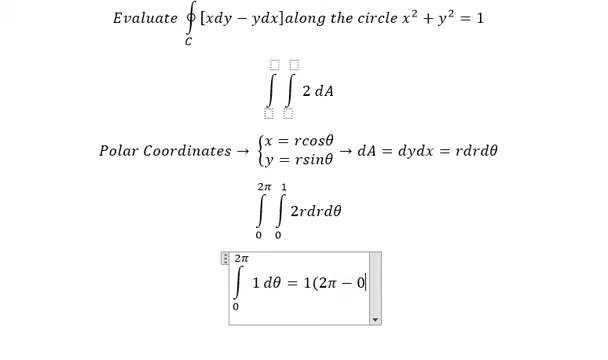 Evaluate ∮_C [xdy − ydx]along the circle x² + y² = 1
∫∫ 2 dA
Polar Coordinates → {x = rcosθ y = rsinθ → dA = dydx = rdrdθ
∫_0^{2π} ∫_0^1 2rdrdθ
∫_0^{2π} 1 dθ = 1(2π − 0